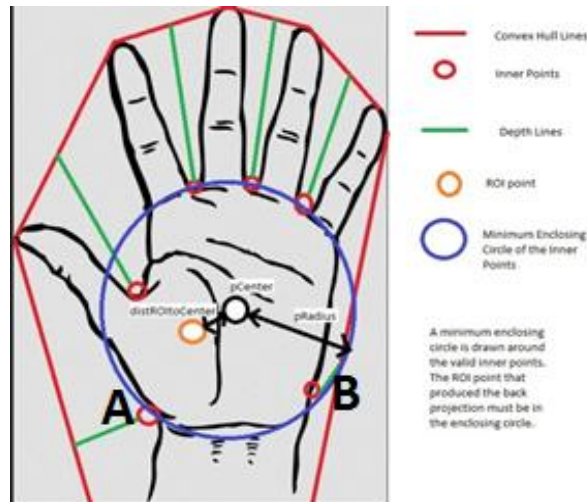 Convex Hull Lines
Inner Points
Depth Lines
ROI point
Minimum Enclosing
Circle of the Inner
Points
pCenter
distROItoCenter
pRadius
A
B
A minimum enclosing
circle is drawn around
the valid inner points.
The ROI point that
produced the back
projection must be in
the enclosing circle.